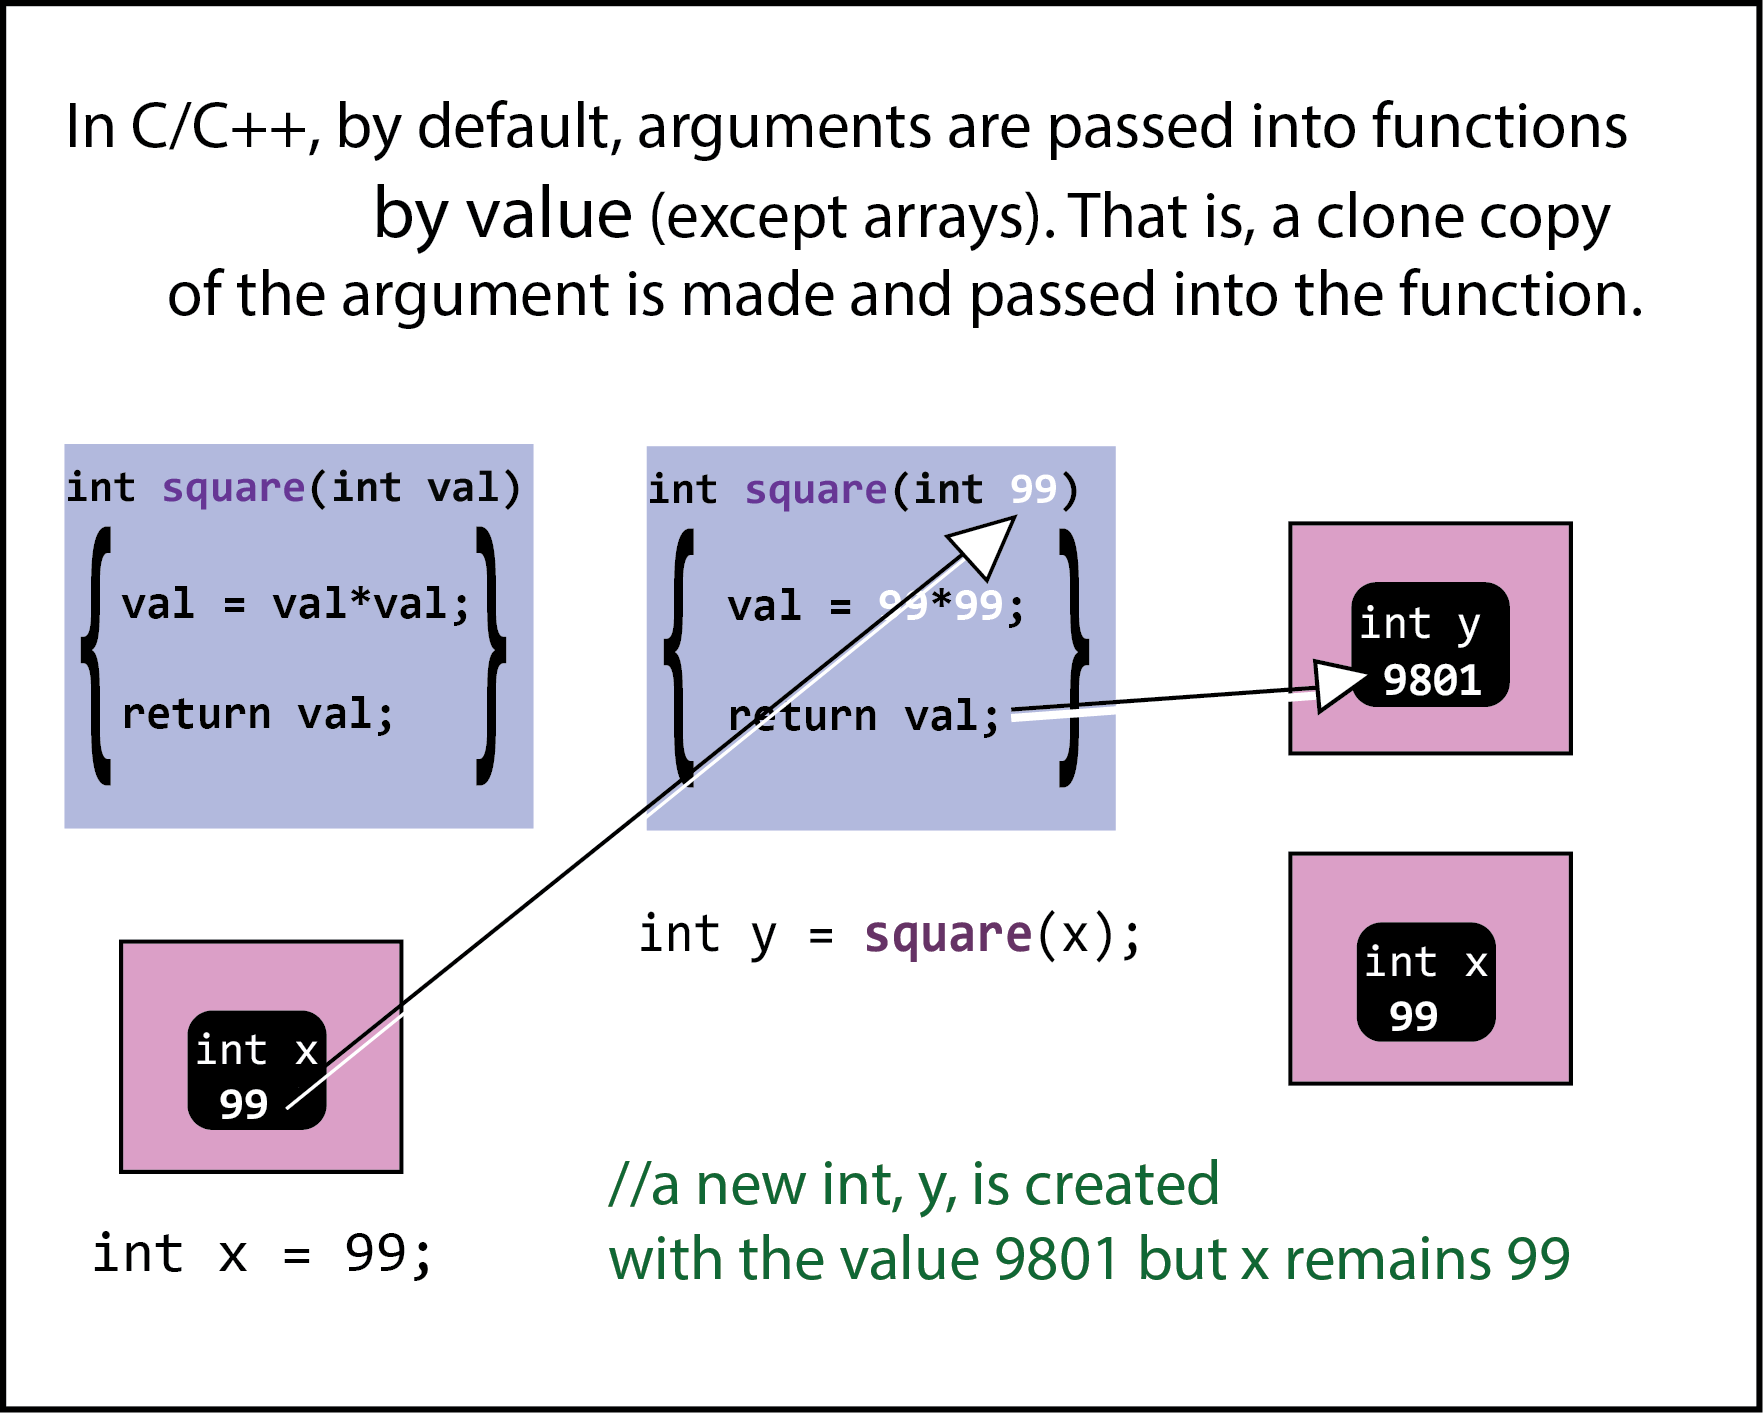 In C/C++, by default, arguments are passed into functions
by value (except arrays). That is, a clone copy
of the argument is made and passed into the function.
int square(int val)
{
val = val*val;
return val;
}
int square(int 99)
{
val = 99*99;
return val;
}
int y
9801
int x
99
int x = 99;
int y = square(x);
int x
99
//a new int, y, is created
with the value 9801 but x remains 99